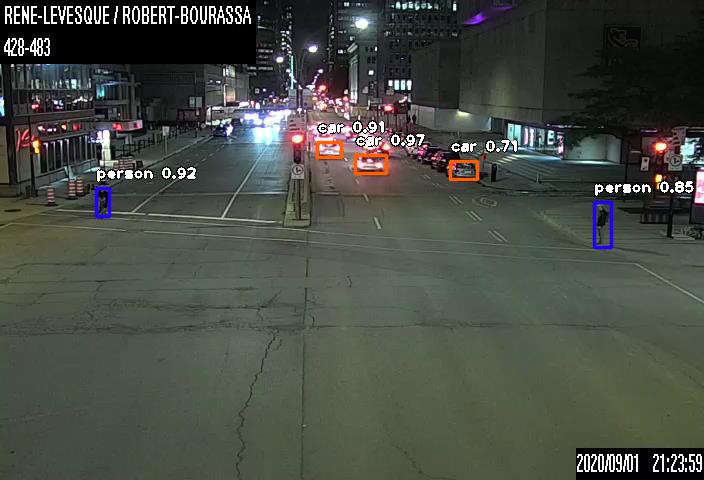 RENE-LEVESQUE / ROBERT-BOURASSA
428-483
car 0.91
car 0.97
car 0.71
person 0.92
person 0.85
2020/09/01 21:23:59